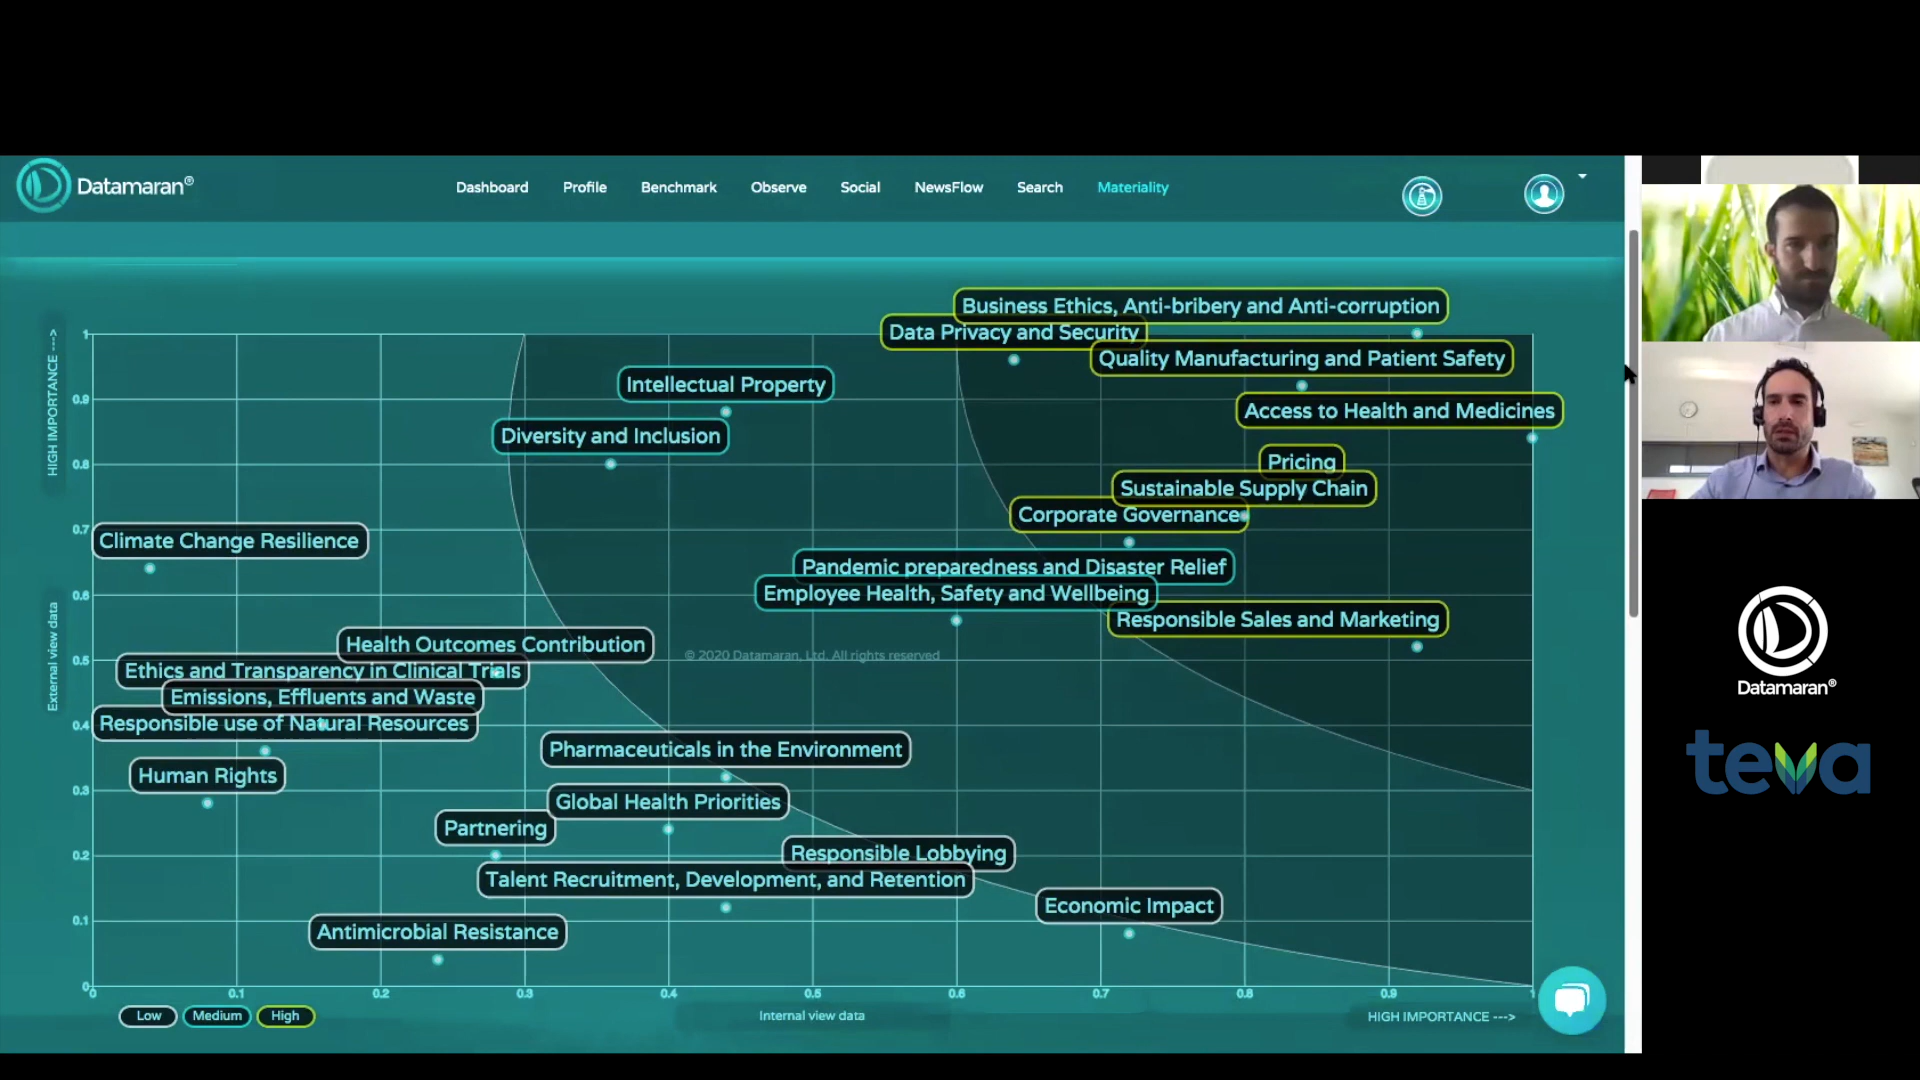 Datamaran®
Dashboard
Profile
Benchmark
Observe
Social
NewsFlow
Search
Materiality
Business Ethics, Anti-bribery and Anti-corruption
Data Privacy and Security
Quality Manufacturing and Patient Safety
Intellectual Property
Access to Health and Medicines
Diversity and Inclusion
Pricing
Sustainable Supply Chain
Corporate Governance
Climate Change Resilience
Pandemic preparedness and Disaster Relief
Employee Health, Safety and Wellbeing
Responsible Sales and Marketing
Health Outcomes Contribution
© 2020 Datamaran, Ltd. All rights reserved
Ethics and Transparency in Clinical Trials
Emissions, Effluents and Waste
Responsible use of Natural Resources
Pharmaceuticals in the Environment
Human Rights
Global Health Priorities
Partnering
Responsible Lobbying
Talent Recruitment, Development, and Retention
Economic Impact
Antimicrobial Resistance
HIGH IMPORTANCE --->
External view data
1
0.9
0.8
0.7
0.6
0.5
0.4
0.3
0.2
0.1
0
0
0.1
0.2
0.3
0.4
0.5
0.6
0.7
0.8
0.9
1
Low
Medium
High
Internal view data
HIGH IMPORTANCE --->
Datamaran®
teva